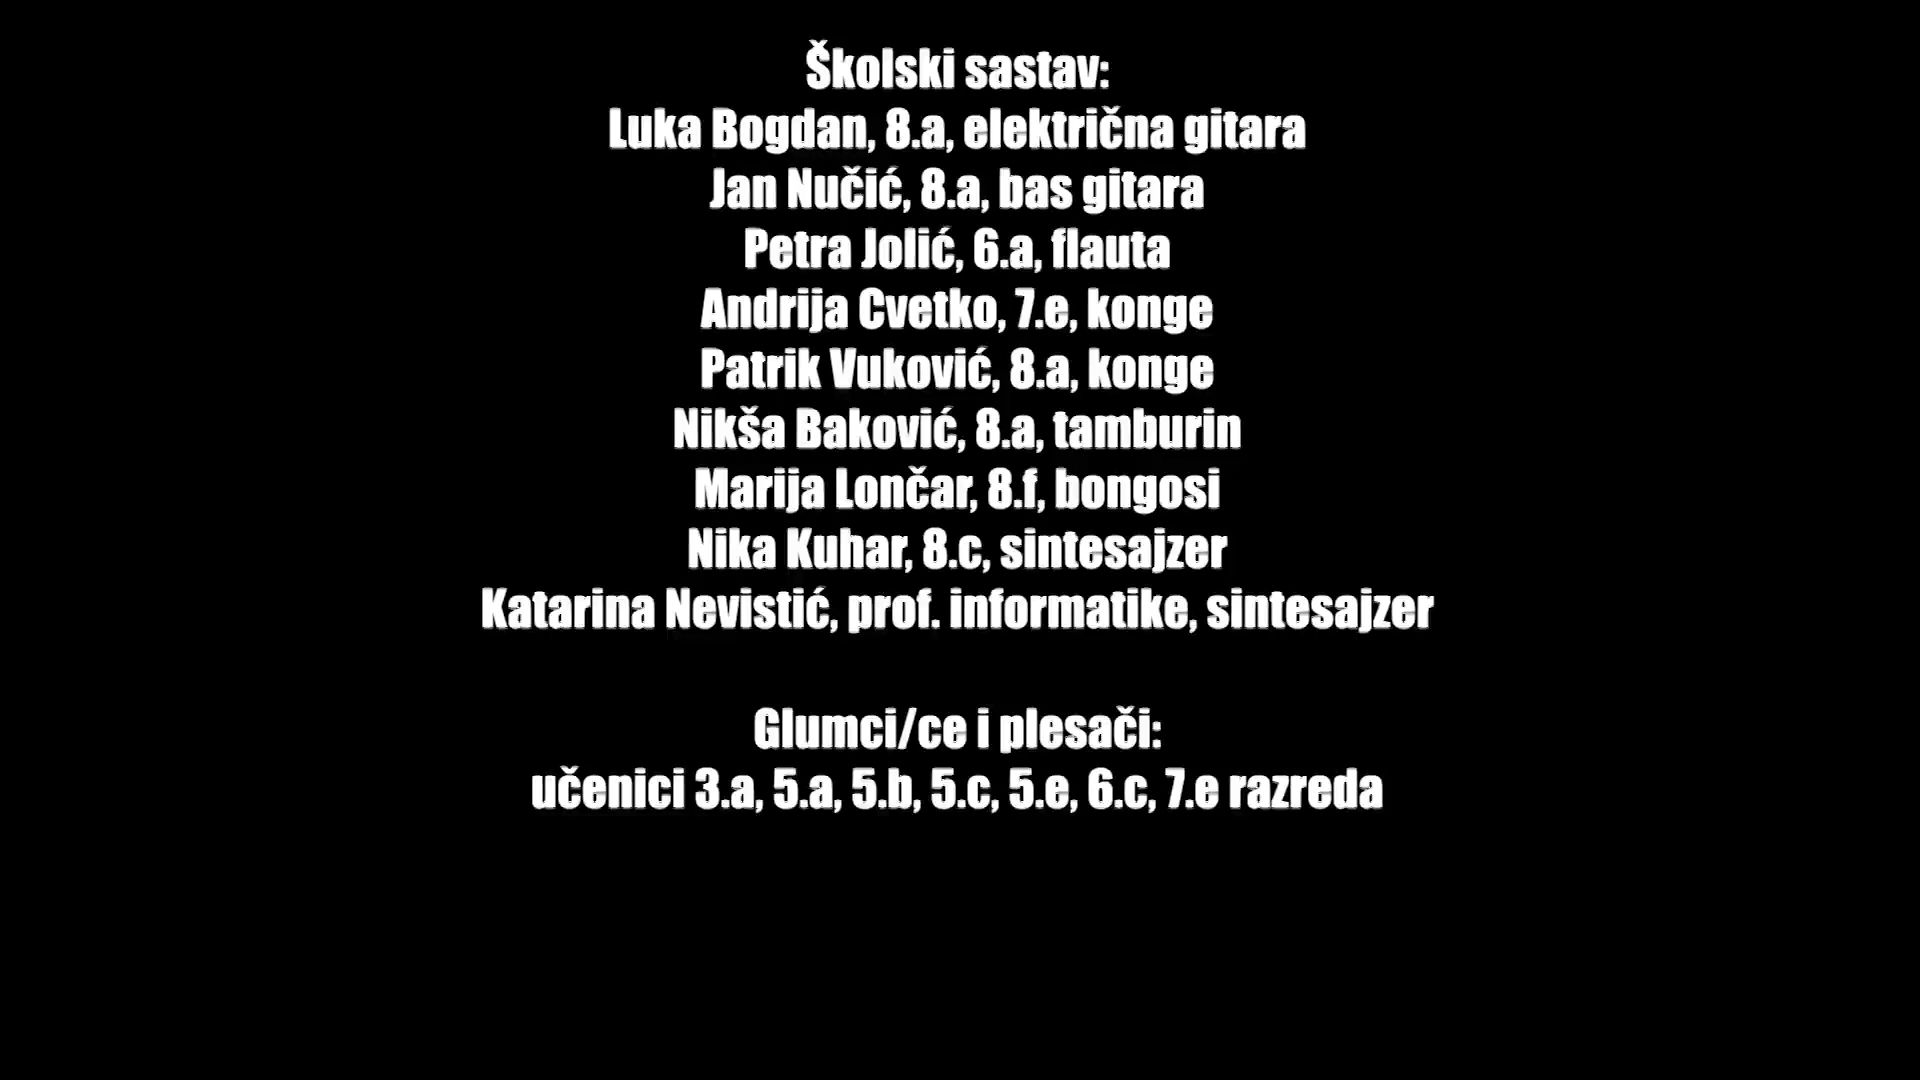 Školski sastav:
Luka Bogdan, 8.a, električna gitara
Jan Nučić, 8.a, bas gitara
Petra Jolić, 6.a, flauta
Andrija Cvetko, 7.e, konge
Patrik Vuković, 8.a, konge
Nikša Baković, 8.a, tamburin
Marija Lončar, 8.f, bongosi
Nika Kuhar, 8.c, sintesajzer
Katarina Nevistić, prof. informatike, sintesajzer
Glumci/ce i plesači:
učenici 3.a, 5.a, 5.b, 5.c, 5.e, 6.c, 7.e razreda